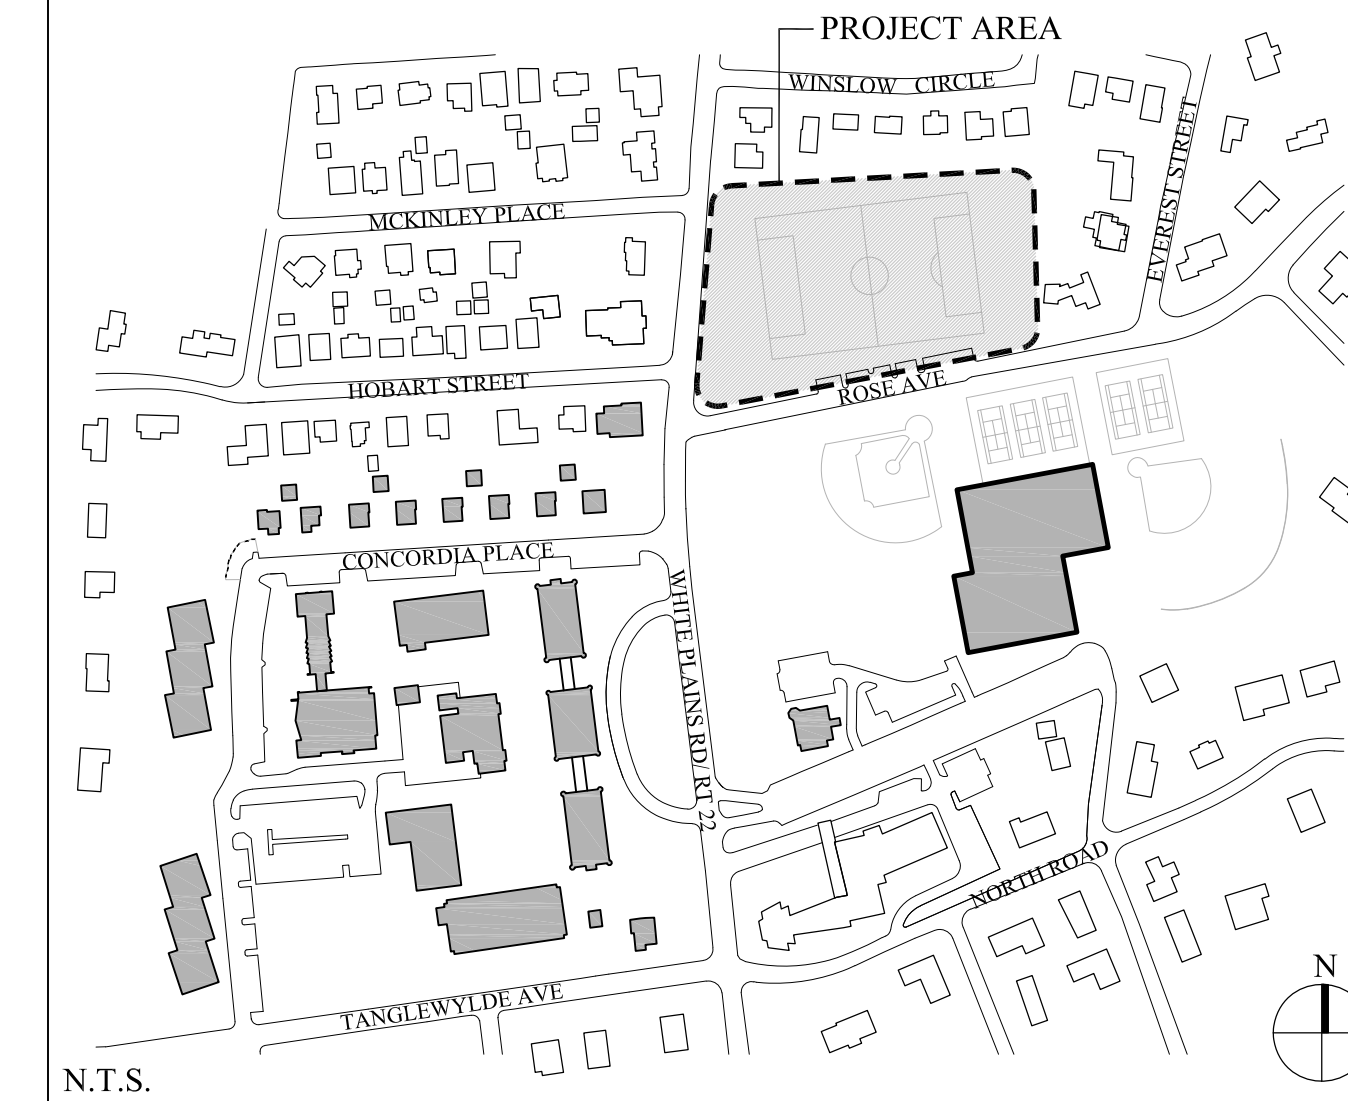 PROJECT AREA
WINSLOW CIRCLE
EVEREST STREET
MCKINLEY PLACE
HOBART STREET
ROSE AVE
CONCORDIA PLACE
WHITE PLAINS RD/ RT 22
NORTH ROAD
TANGLEWYLDE AVE
N
N.T.S.